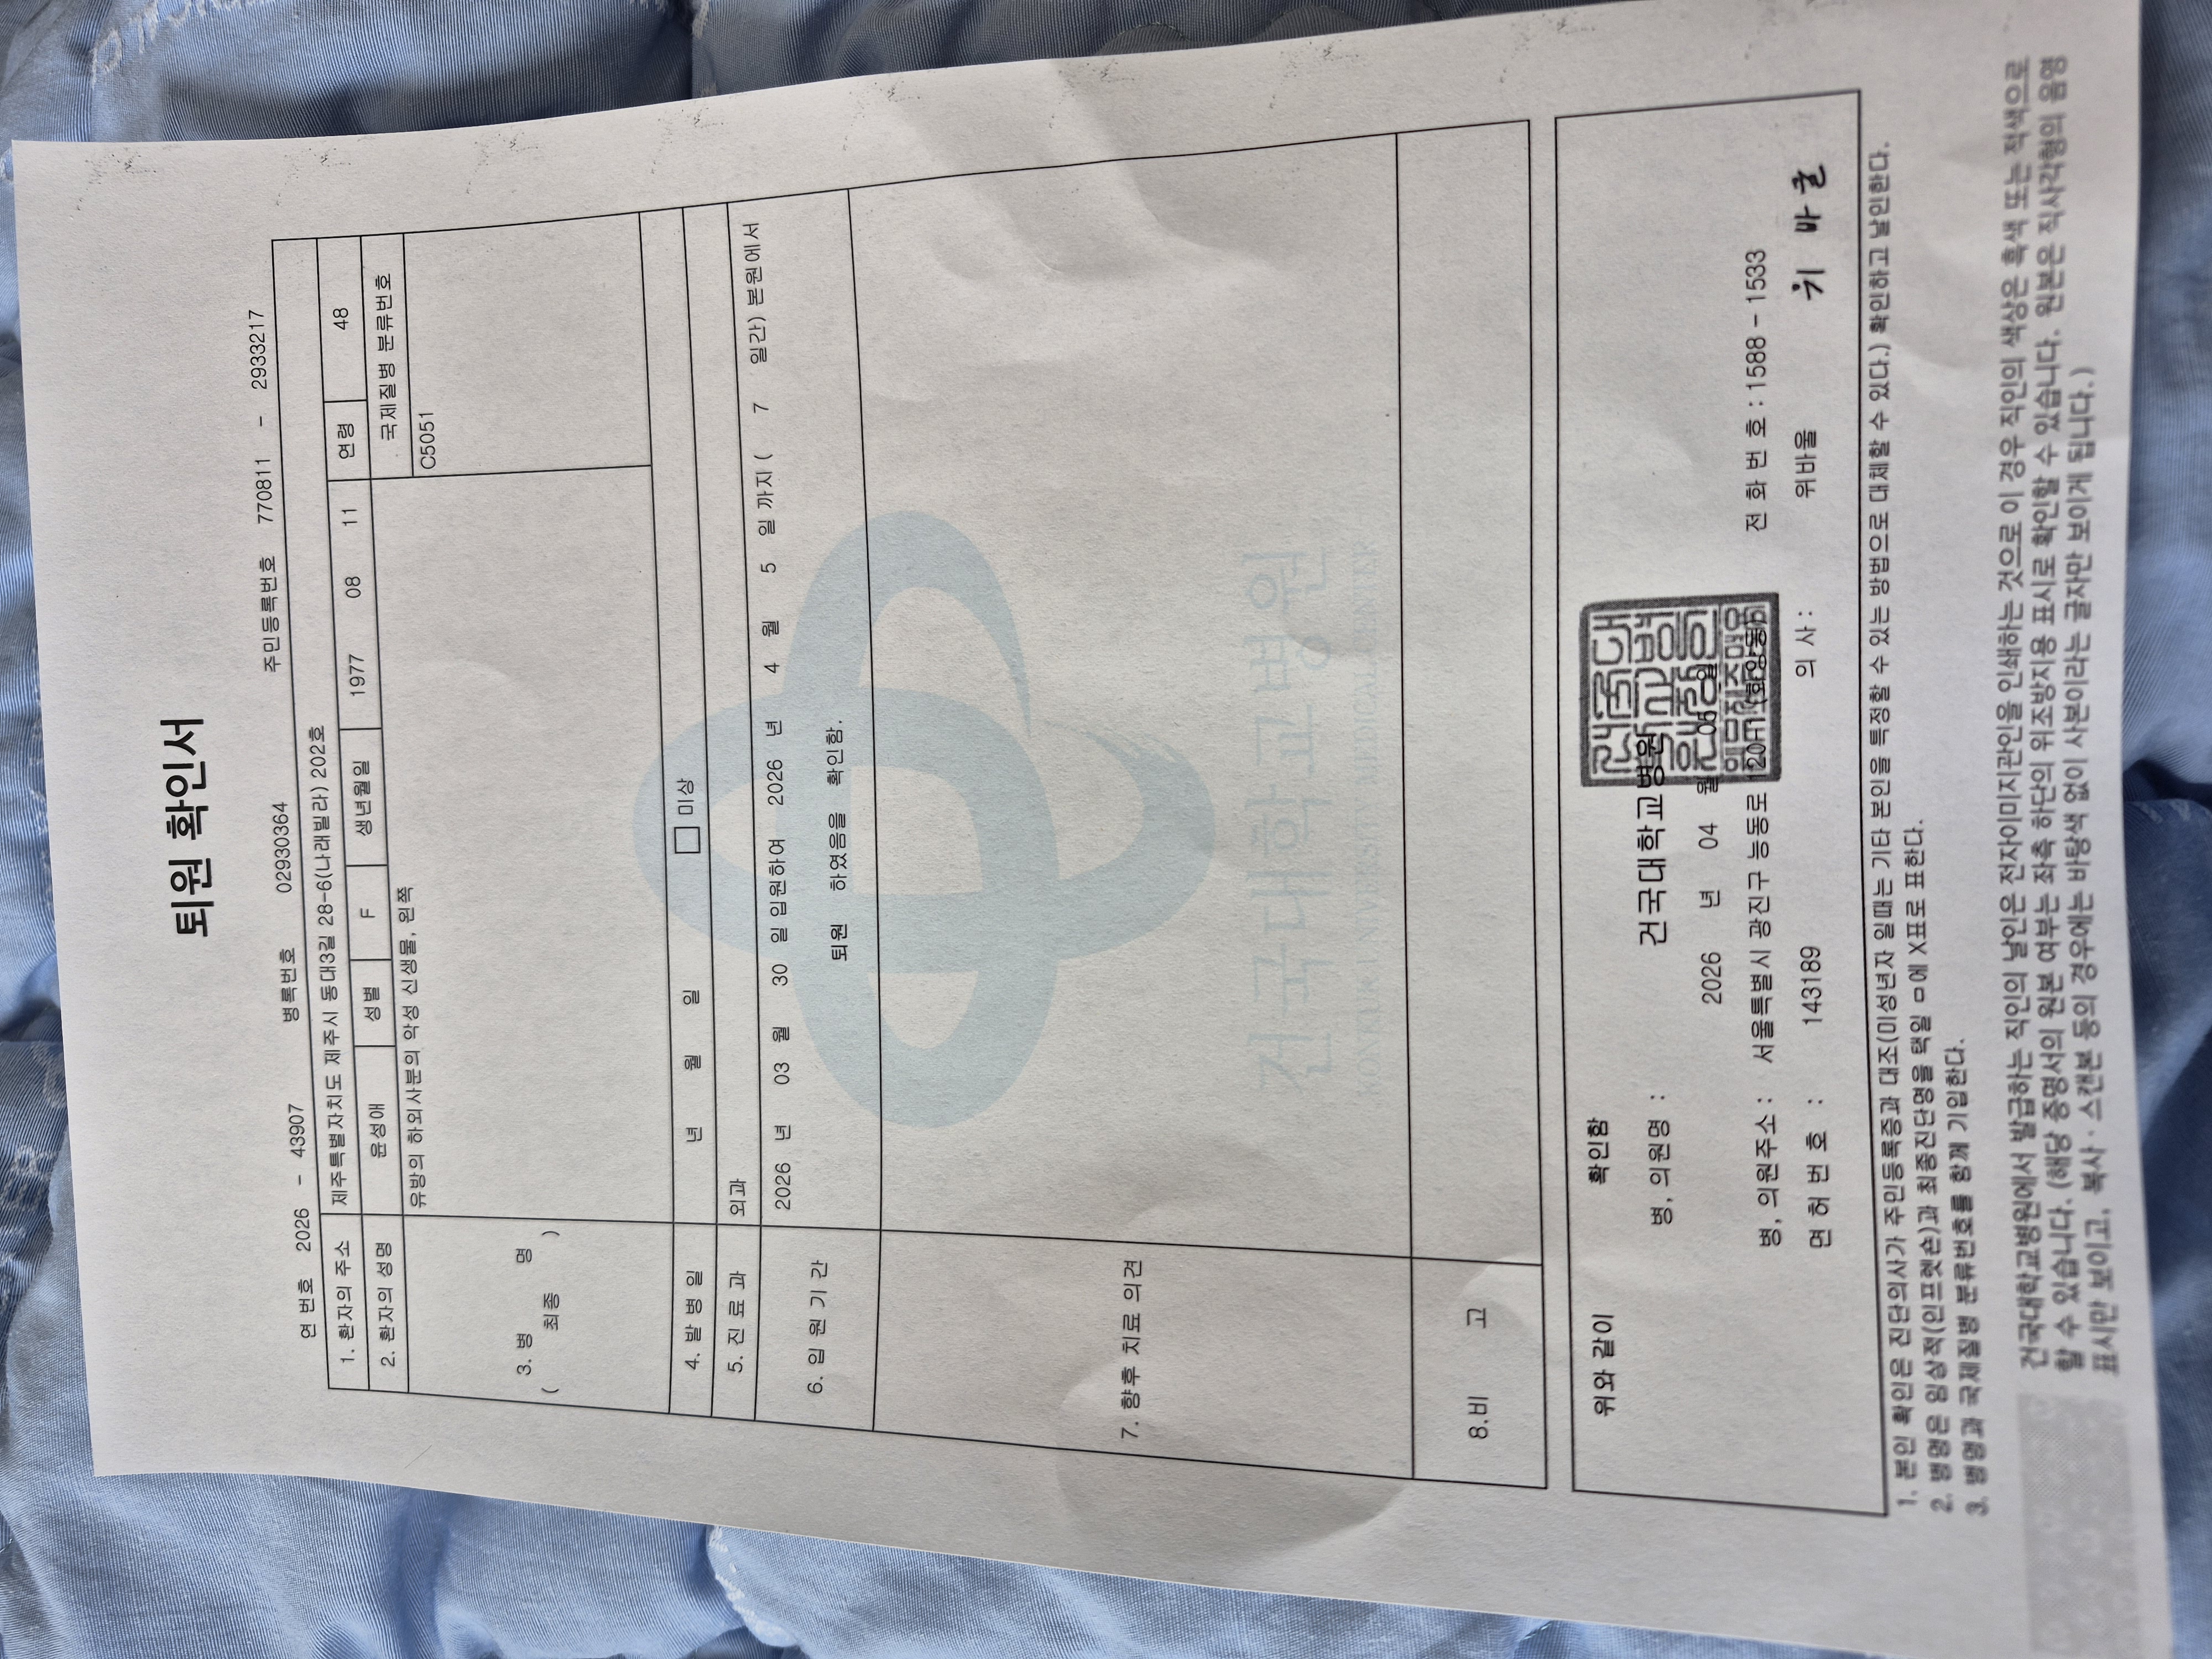 퇴원 확인서
연 번호 2026 - 43907 병록번호 02930364 주민등록번호 770811 - 2933217
1. 환자의 주소 제주특별자치도 제주시 동대3길 28-6(나래빌라) 202호
2. 환자의 성명 윤성애 성별 F 생년월일 1977 08 11 연령 48
3. 병 명 ( 최종 ) 유방의 하외사분의 악성 신생물, 왼쪽 국제질병 분류번호
C5051
4. 발 병 일 년 월 일 □ 미상
5. 진 료 과 외과
6. 입 원 기 간 2026 년 03 월 30 일 입원하여 2026 년 4 월 5 일 까지 ( 7 일간) 본원에서
퇴원 하였음을 확인함.
7. 향후 치료 의견
8.비 고
건국대학교병원
KONKUK UNIVERSITY MEDICAL CENTER
위와 같이 확인함
병, 의원명 : 건국대학교병원
2026 년 04 월 05 일
병, 의원주소 : 서울특별시 광진구 능동로 120-1 (화양동) 전 화 번 호 : 1588 - 1533
면 허 번 호 : 143189 의 사 : 위바울 위 바 울
1. 본인 확인은 진단의사가 주민등록증과 대조(미성년자 일때는 기타 본인을 특정할 수 있는 방법으로 대체할 수 있다.) 확인하고 날인한다.
2. 병명은 임상적(인프렛숀)과 최종진단명을 택일 ㅁ에 X표로 표한다.
3. 병명과 국제질병 분류번호를 함께 기입한다.
건국대학교병원에서 발급하는 직인의 날인은 전자이미지관인을 인쇄하는 것으로 이 경우 직인의 색상은 흑색 또는 적색으로
할 수 있습니다. (해당 증명서의 원본 여부는 좌측 하단의 위조방지용 표시로 확인할 수 있습니다. 원본은 직사각형의 음영
표시만 보이고, 복사 · 스캔본 등의 경우에는 바탕색 없이 사본이라는 글자만 보이게 됩니다.)